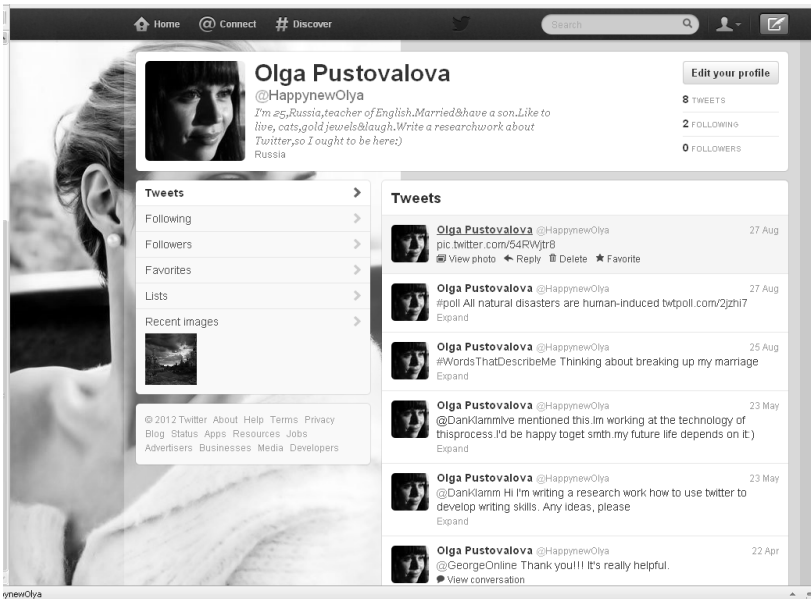 Home @ Connect # Discover Search
Olga Pustovalova
@HappynewOlya
I'm 25,Russia,teacher of English.Married&have a son.Like to
live, cats,gold jewels&laugh.Write a researchwork about
Twitter,so I ought to be here:)
Russia
Edit your profile
8 TWEETS
2 FOLLOWING
0 FOLLOWERS
Tweets
Following
Followers
Favorites
Lists
Recent images
© 2012 Twitter About Help Terms Privacy
Blog Status Apps Resources Jobs
Advertisers Businesses Media Developers
Tweets
Olga Pustovalova @HappynewOlya 27 Aug
pic.twitter.com/54RWjtr8
View photo Reply Delete Favorite
Olga Pustovalova @HappynewOlya 27 Aug
#poll All natural disasters are human-induced twtpoll.com/2jzhi7
Expand
Olga Pustovalova @HappynewOlya 25 Aug
#WordsThatDescribeMe Thinking about breaking up my marriage
Expand
Olga Pustovalova @HappynewOlya 23 May
@DanKlammIve mentioned this.Im working at the technology of
thisprocess.I'd be happy toget smth.my future life depends on it:)
Expand
Olga Pustovalova @HappynewOlya 23 May
@DanKlamm Hi I'm writing a research work how to use twitter to
develop writing skills. Any ideas, please
Expand
Olga Pustovalova @HappynewOlya 22 Apr
@GeorgeOnline Thank you!!! It's really helpful.
View conversation
ynewOlya